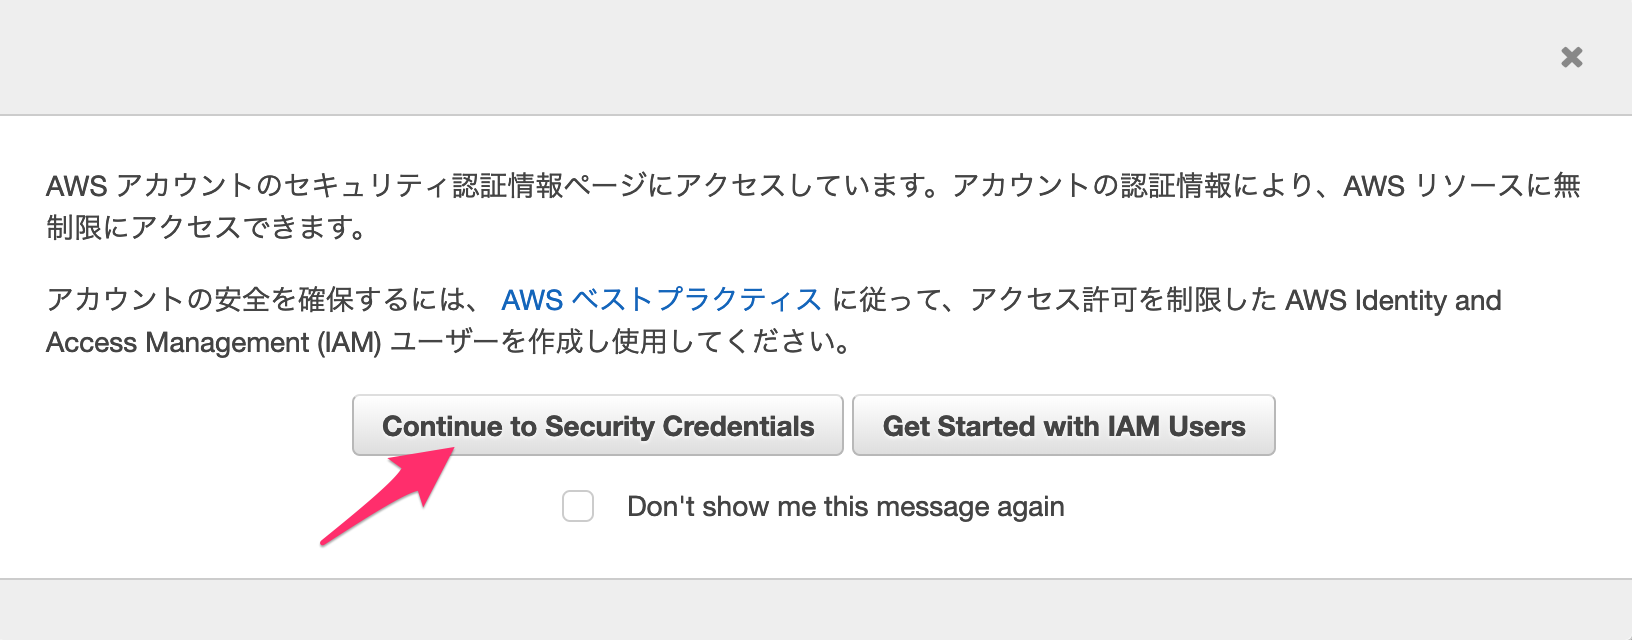 AWS アカウントのセキュリティ認証情報ページにアクセスしています。アカウントの認証情報により、AWS リソースに無
制限にアクセスできます。
アカウントの安全を確保するには、 AWS ベストプラクティス に従って、アクセス許可を制限した AWS Identity and
Access Management (IAM) ユーザーを作成し使用してください。
Continue to Security Credentials Get Started with IAM Users
Don't show me this message again